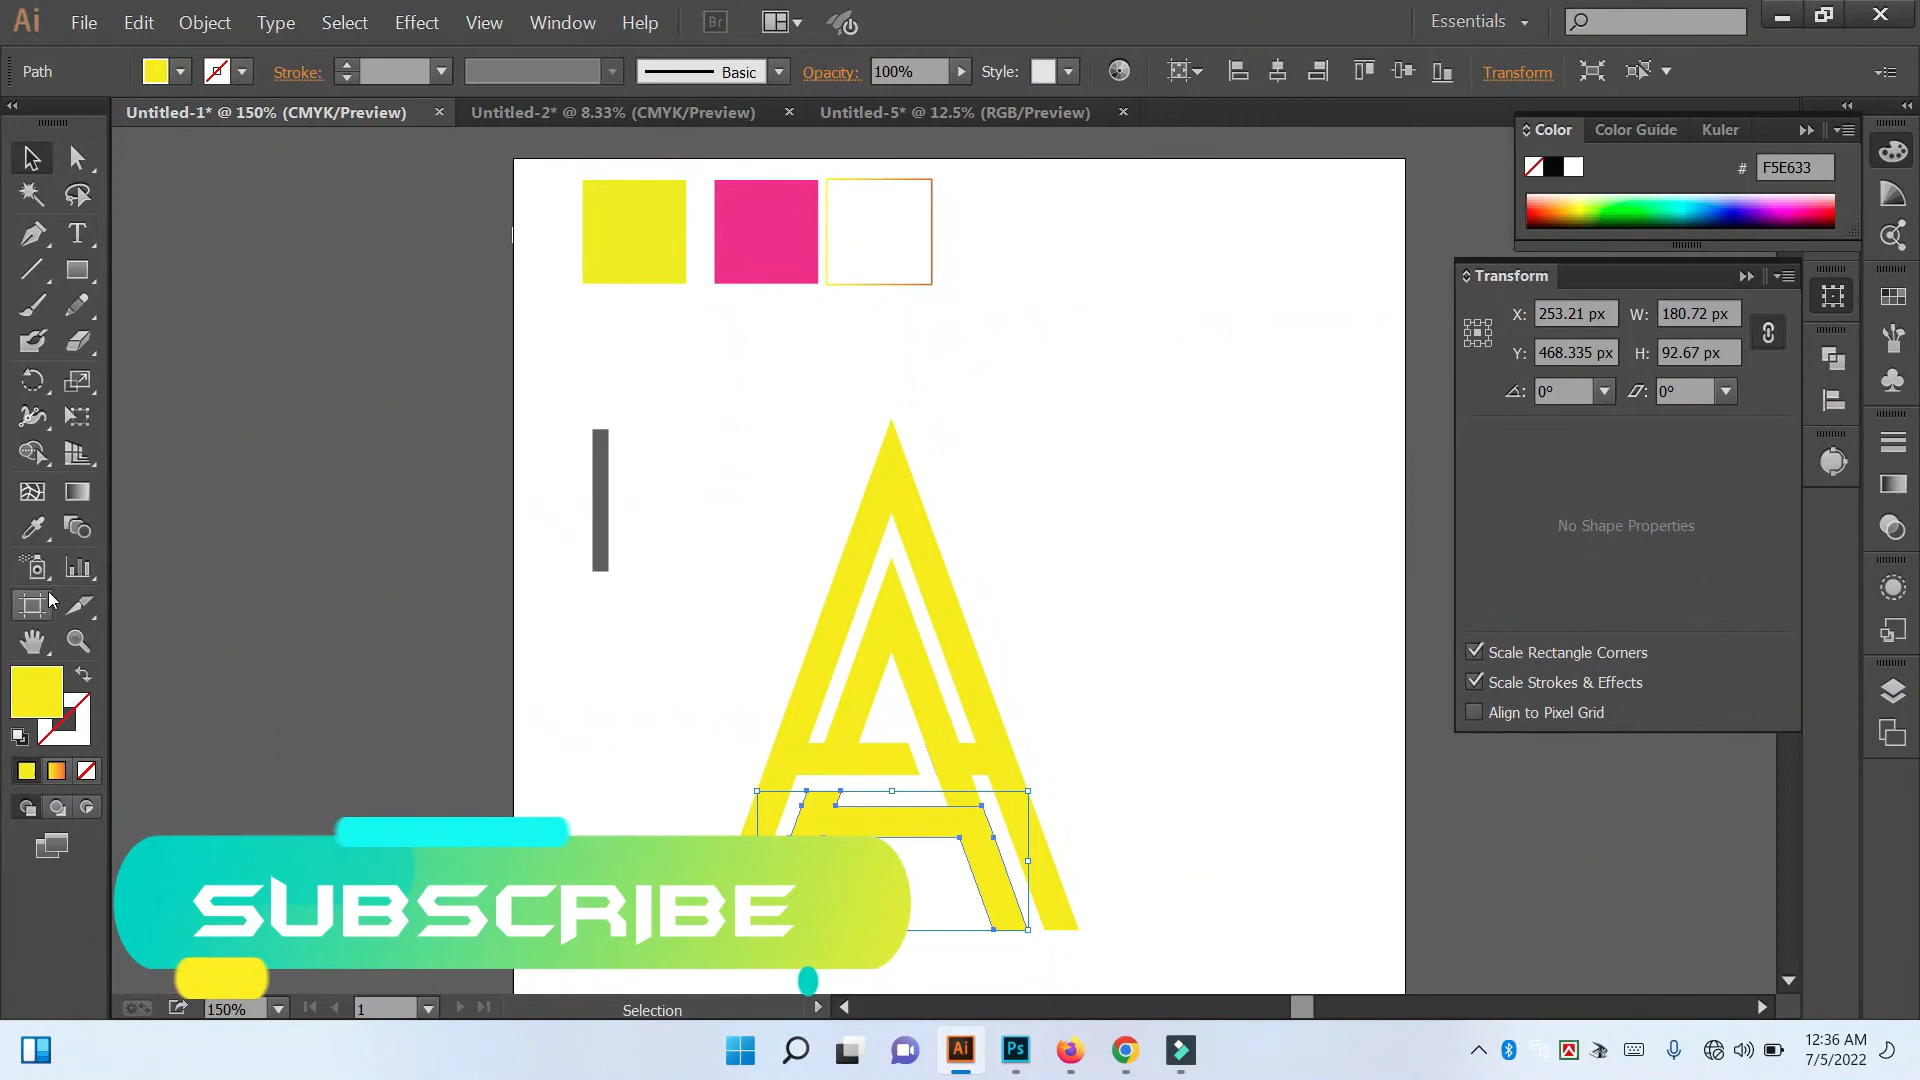 Ai File Edit Object Type Select Effect View Window Help Br Essentials
Path Stroke: Basic Opacity: 100% Style: Transform
Untitled-1* @ 150% (CMYK/Preview) Untitled-2* @ 8.33% (CMYK/Preview) Untitled-5* @ 12.5% (RGB/Preview)
Color Color Guide Kuler
# F5E633
Transform
X: 253.21 px W: 180.72 px
Y: 468.335 px H: 92.67 px
0° 0°
No Shape Properties
Scale Rectangle Corners
Scale Strokes & Effects
Align to Pixel Grid
T
SUBSCRIBE
150% 1 Selection
Ai Ps
12:36 AM
7/5/2022